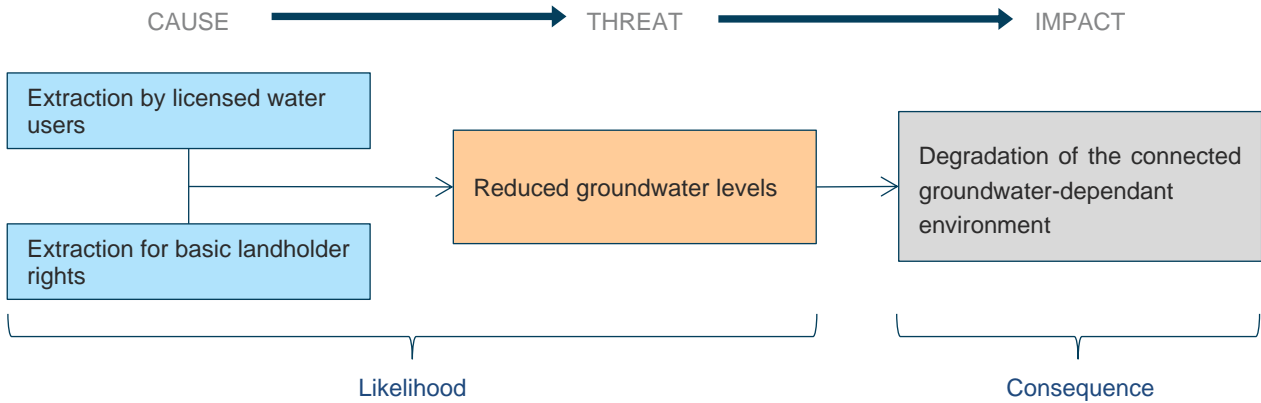 CAUSE
THREAT
IMPACT
Extraction by licensed water
users
Reduced groundwater levels
Degradation of the connected
groundwater-dependant
environment
Extraction for basic landholder
rights
Likelihood
Consequence